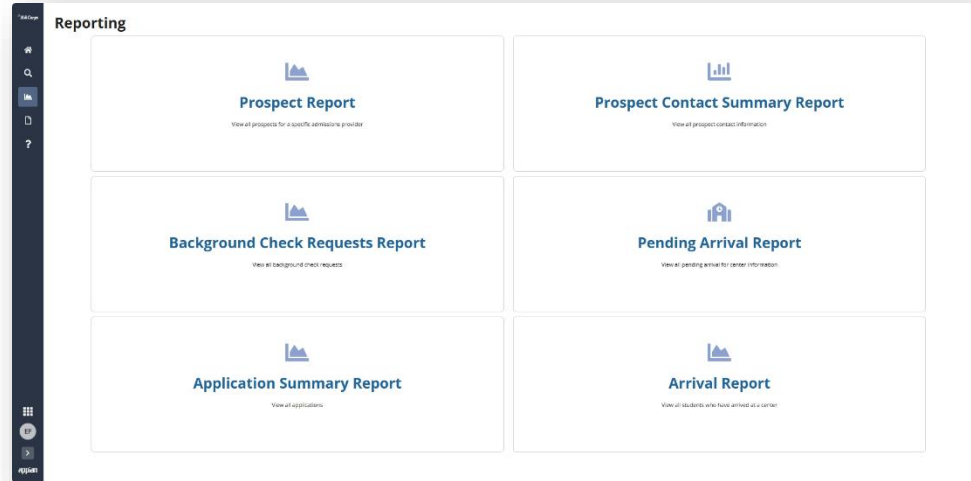 Reporting
Prospect Report
View all prospects for a specific admissions provider
Prospect Contact Summary Report
View all prospect contact information
Background Check Requests Report
View all background check requests
Pending Arrival Report
View all pending arrival for center information
Application Summary Report
View all applications.
Arrival Report
View all students who have arrived at a center
?
EF
appian